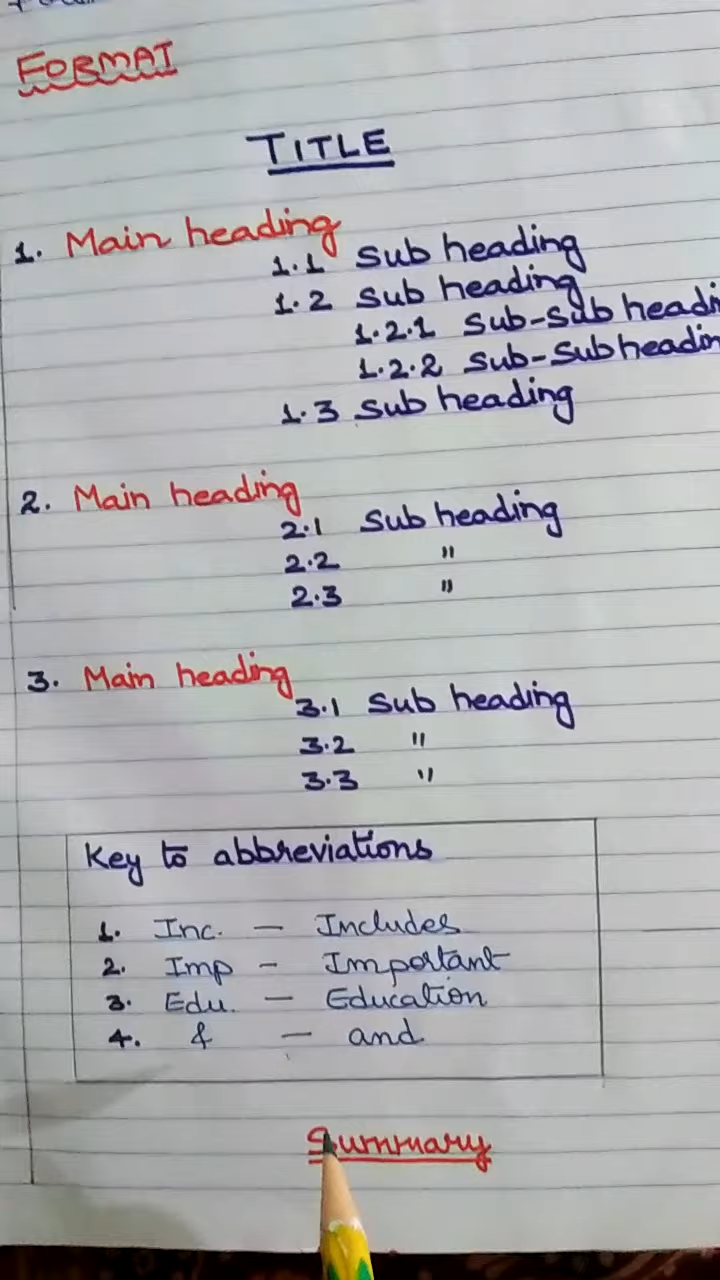 FORMAT
TITLE
1. Main heading
1.1 Sub heading
1.2 Sub heading
1.2.1 Sub-Sub headi
1.2.2 Sub-Sub headin
1.3 Sub heading
2. Main heading
2.1 Sub heading
2.2 "
2.3 "
3. Main heading
3.1 Sub heading
3.2 "
3.3 "
Key to abbreviations
1. Inc. - Includes
2. Imp - Important
3. Edu. - Education
4. & - and
Summary